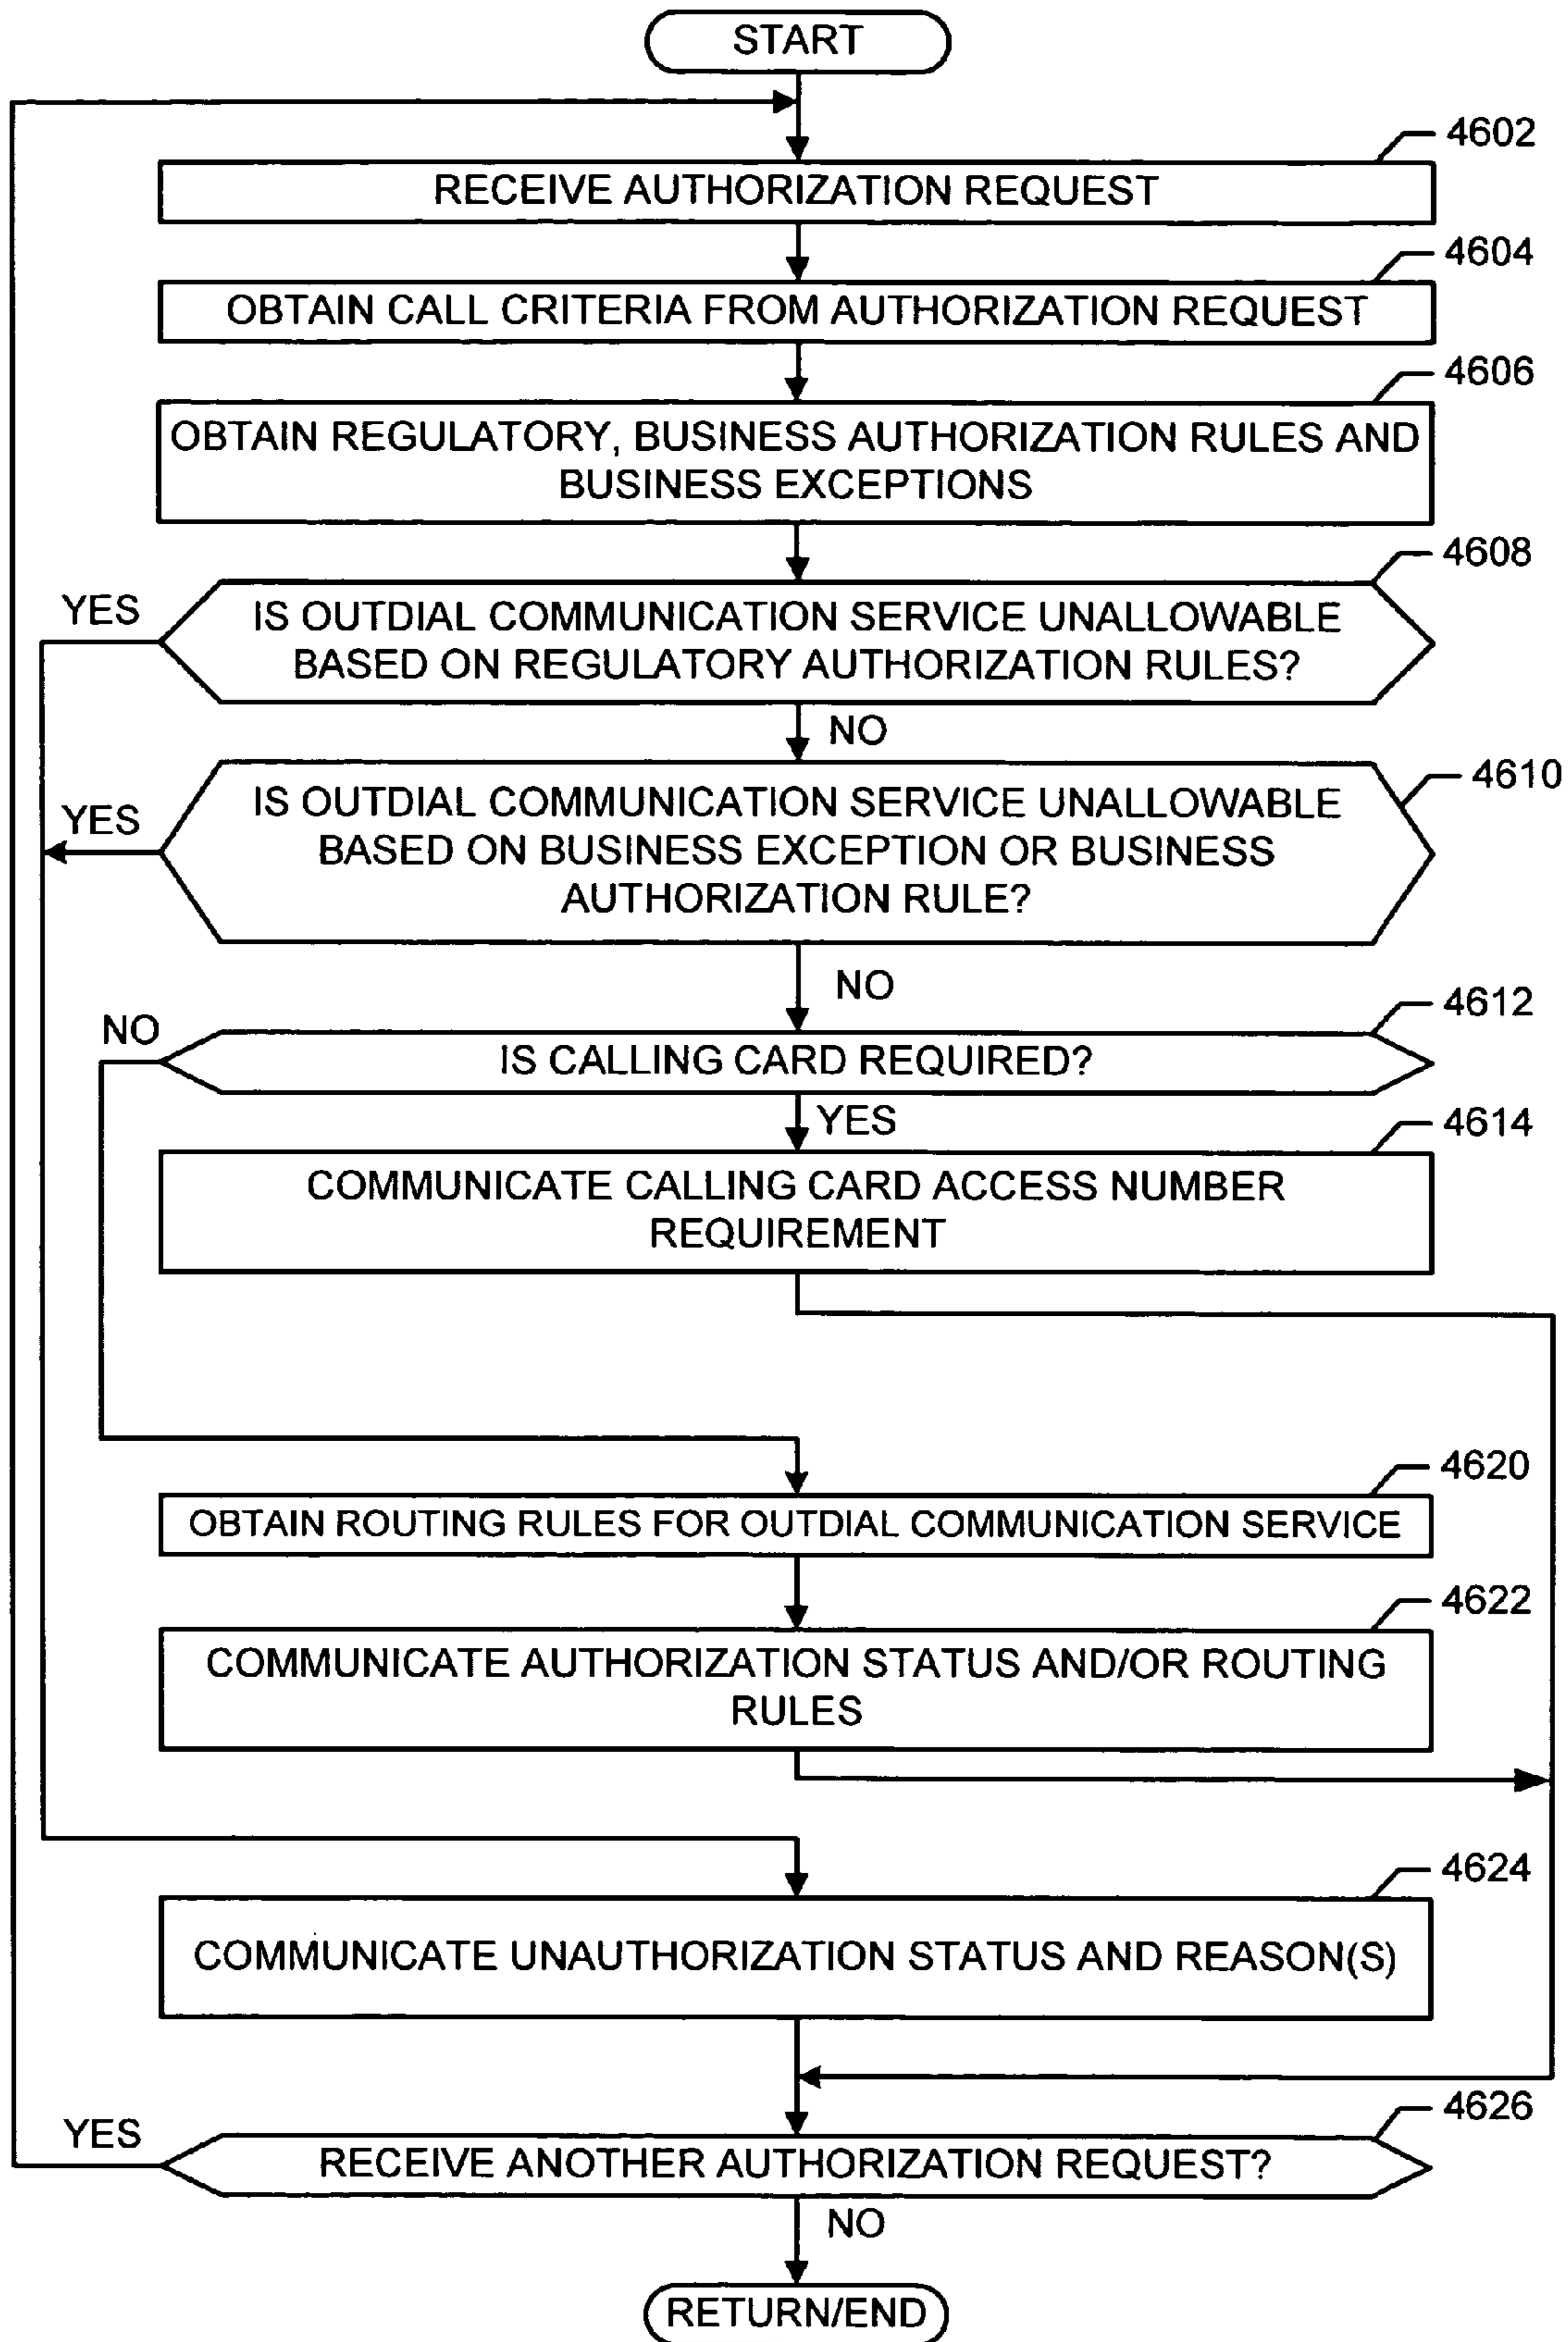 START
4602
RECEIVE AUTHORIZATION REQUEST
4604
OBTAIN CALL CRITERIA FROM AUTHORIZATION REQUEST
4606
OBTAIN REGULATORY, BUSINESS AUTHORIZATION RULES AND
BUSINESS EXCEPTIONS
4608
YES
IS OUTDIAL COMMUNICATION SERVICE UNALLOWABLE
BASED ON REGULATORY AUTHORIZATION RULES?
NO
4610
YES
IS OUTDIAL COMMUNICATION SERVICE UNALLOWABLE
BASED ON BUSINESS EXCEPTION OR BUSINESS
AUTHORIZATION RULE?
NO
4612
NO
IS CALLING CARD REQUIRED?
YES
4614
COMMUNICATE CALLING CARD ACCESS NUMBER
REQUIREMENT
4620
OBTAIN ROUTING RULES FOR OUTDIAL COMMUNICATION SERVICE
4622
COMMUNICATE AUTHORIZATION STATUS AND/OR ROUTING
RULES
4624
COMMUNICATE UNAUTHORIZATION STATUS AND REASON(S)
4626
YES
RECEIVE ANOTHER AUTHORIZATION REQUEST?
NO
RETURN/END